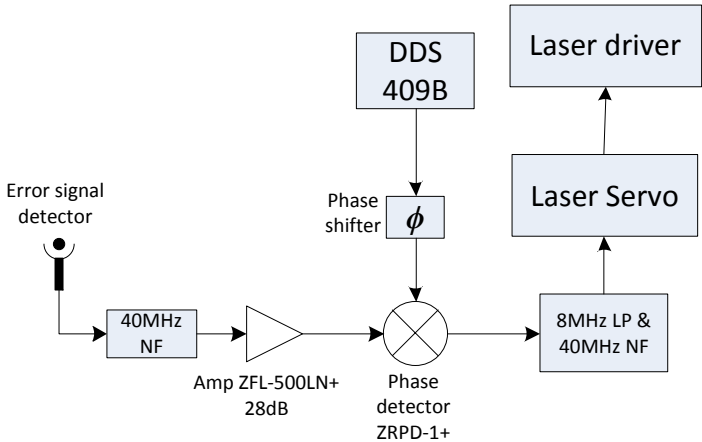 DDS
409B
Laser driver
Error signal
detector
Phase
shifter
ϕ
Laser Servo
40MHz
NF
8MHz LP &
40MHz NF
Amp ZFL-500LN+
28dB
Phase
detector
ZRPD-1+